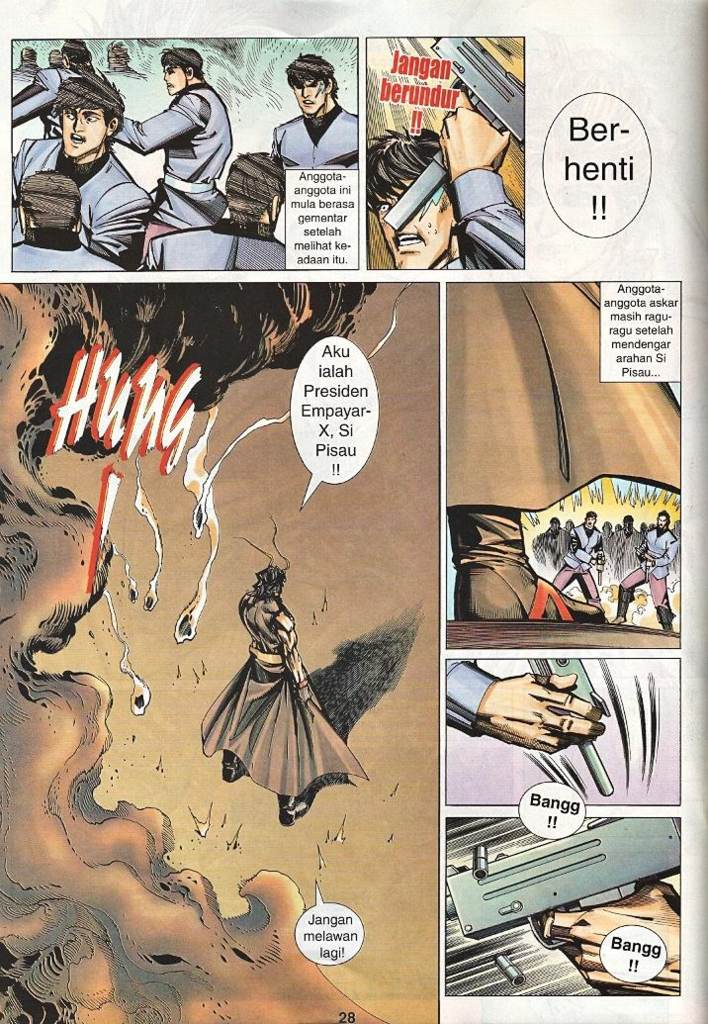 Anggota-
anggota ini
mula berasa
gementar
setelah
melihat ke-
adaan itu.
Jangan
berundur
!!
Ber-
henti
!!
HUUG
!
Aku
ialah
Presiden
Empayar-
X, Si
Pisau
!!
Jangan
melawan
lagi!
Anggota-
anggota askar
masih ragu-
ragu setelah
mendengar
arahan Si
Pisau...
Bangg
!!
Bangg
!!
28